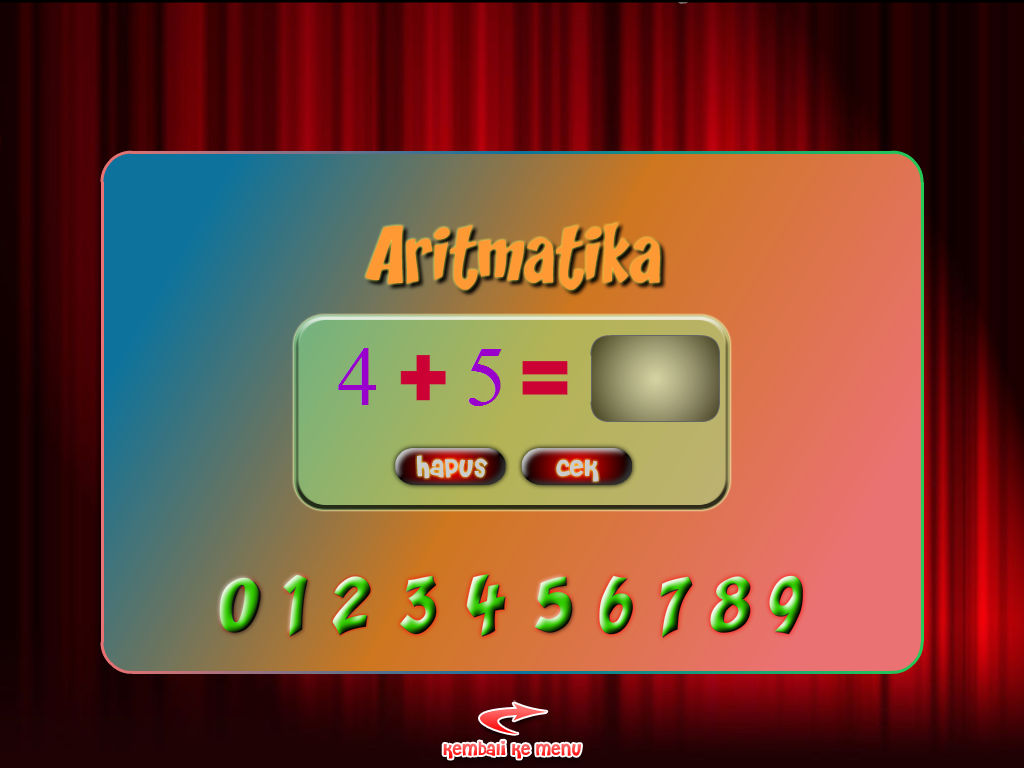 Aritmatika
4 + 5 =
hapus cek
0 1 2 3 4 5 6 7 8 9
kembali ke menu